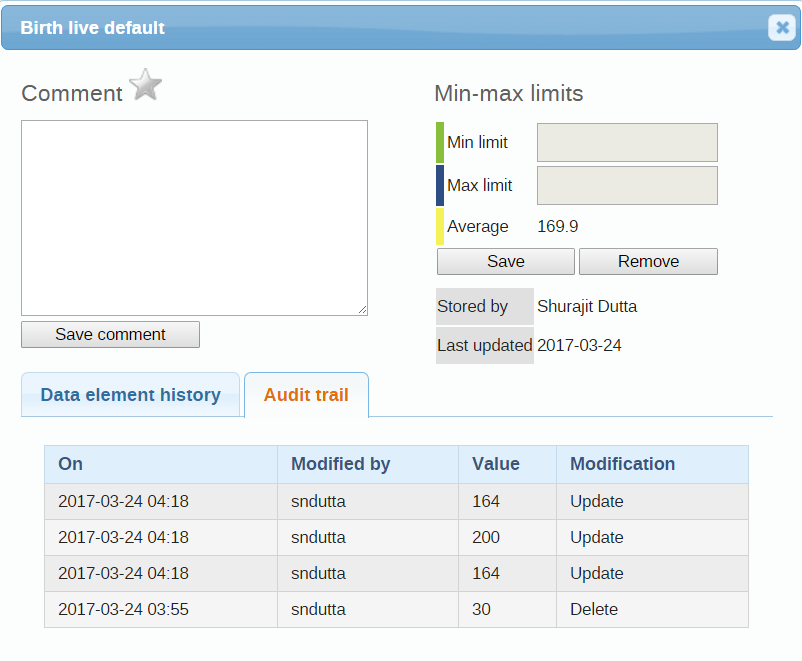 Birth live default
Comment
Min-max limits
Min limit
Max limit
Average 169.9
Save Remove
Stored by Shurajit Dutta
Last updated 2017-03-24
Save comment
Data element history Audit trail
On Modified by Value Modification
2017-03-24 04:18 sndutta 164 Update
2017-03-24 04:18 sndutta 200 Update
2017-03-24 04:18 sndutta 164 Update
2017-03-24 03:55 sndutta 30 Delete